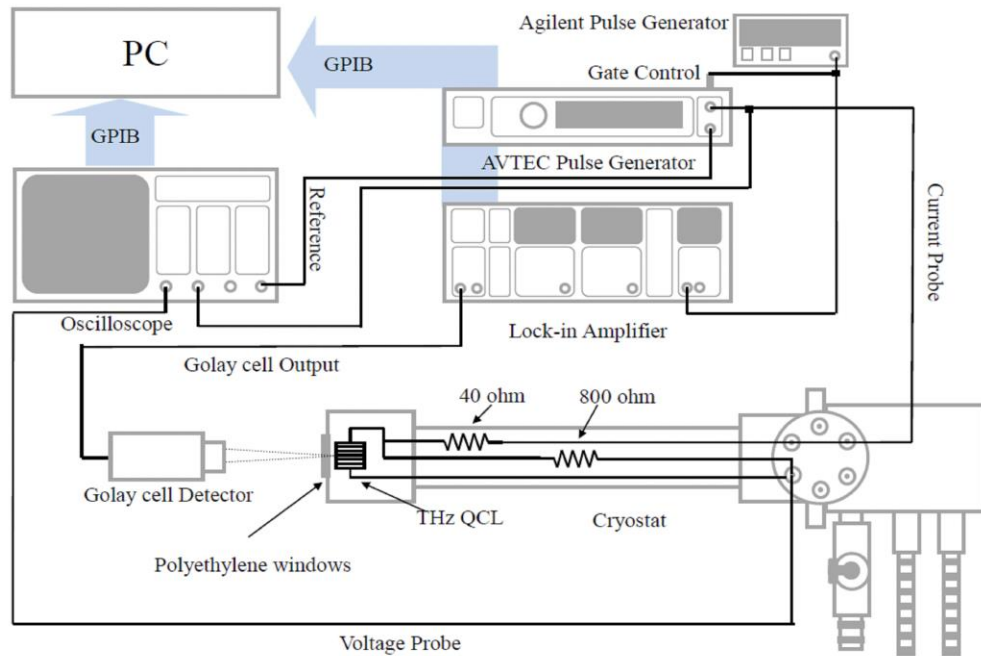 Agilent Pulse Generator
PC
GPIB
Gate Control
GPIB
AVTEC Pulse Generator
Reference
Current Probe
Oscilloscope
Lock-in Amplifier
Golay cell Output
40 ohm
800 ohm
Golay cell Detector
THz QCL
Cryostat
Polyethylene windows
Voltage Probe